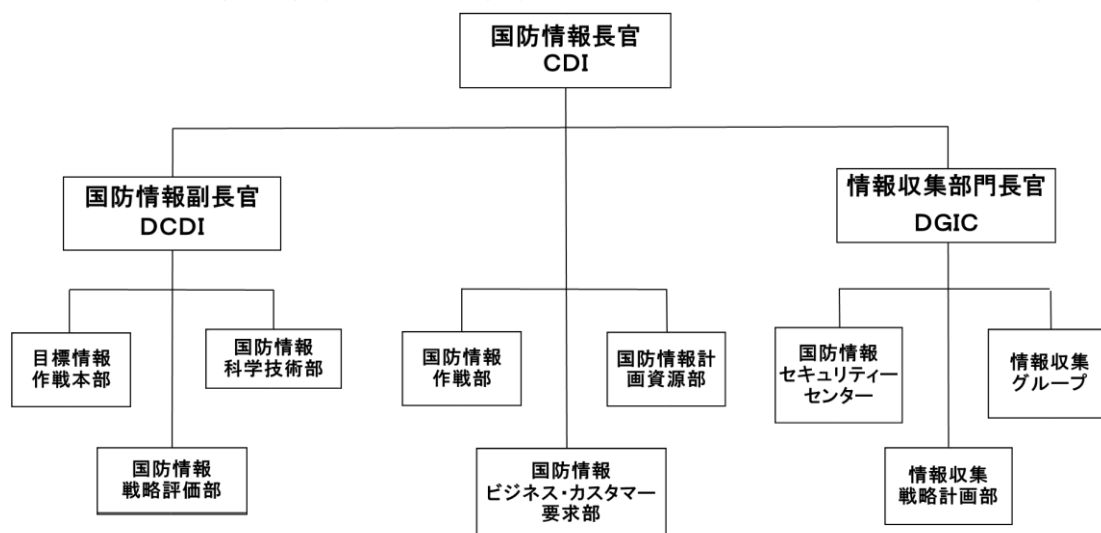 国防情報長官
CDI
国防情報副長官
DCDI
情報収集部門長官
DGIC
目標情報
作戦本部
国防情報
科学技術部
国防情報
戦略評価部
国防情報
作戦部
国防情報計
画資源部
国防情報
ビジネス・カスタマー
要求部
国防情報
セキュリティー
センター
情報収集
グループ
情報収集
戦略計画部